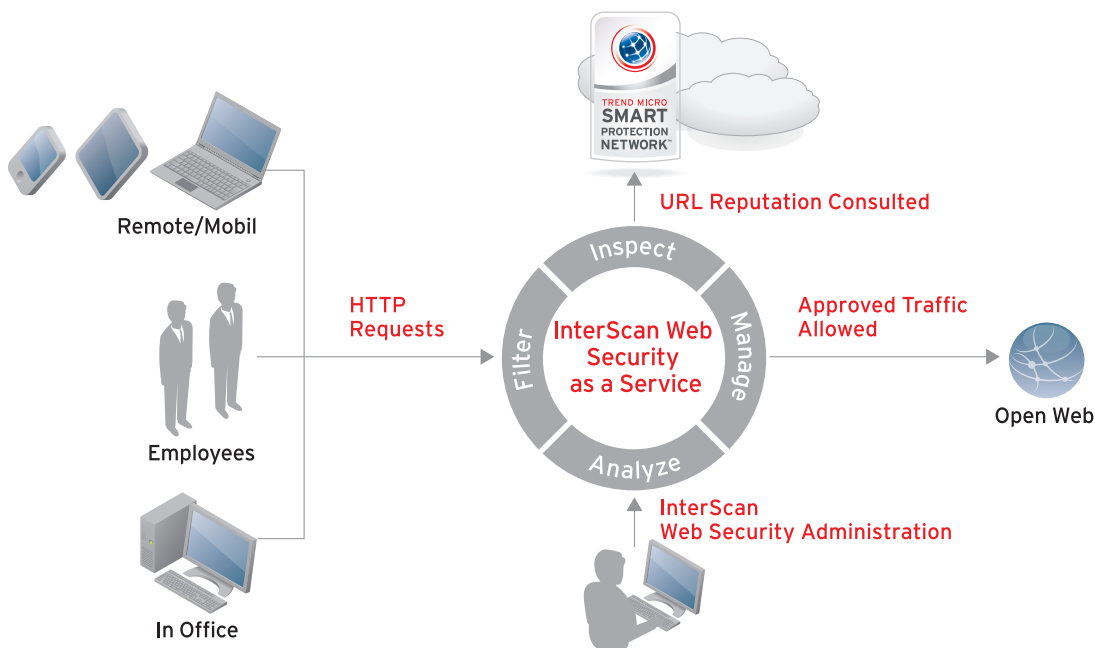 TREND MICRO
SMART
PROTECTION
NETWORK™
Remote/Mobil
URL Reputation Consulted
Employees
HTTP
Requests
Inspect
Filter
Manage
Analyze
InterScan Web
Security
as a Service
Approved Traffic
Allowed
Open Web
In Office
InterScan
Web Security Administration